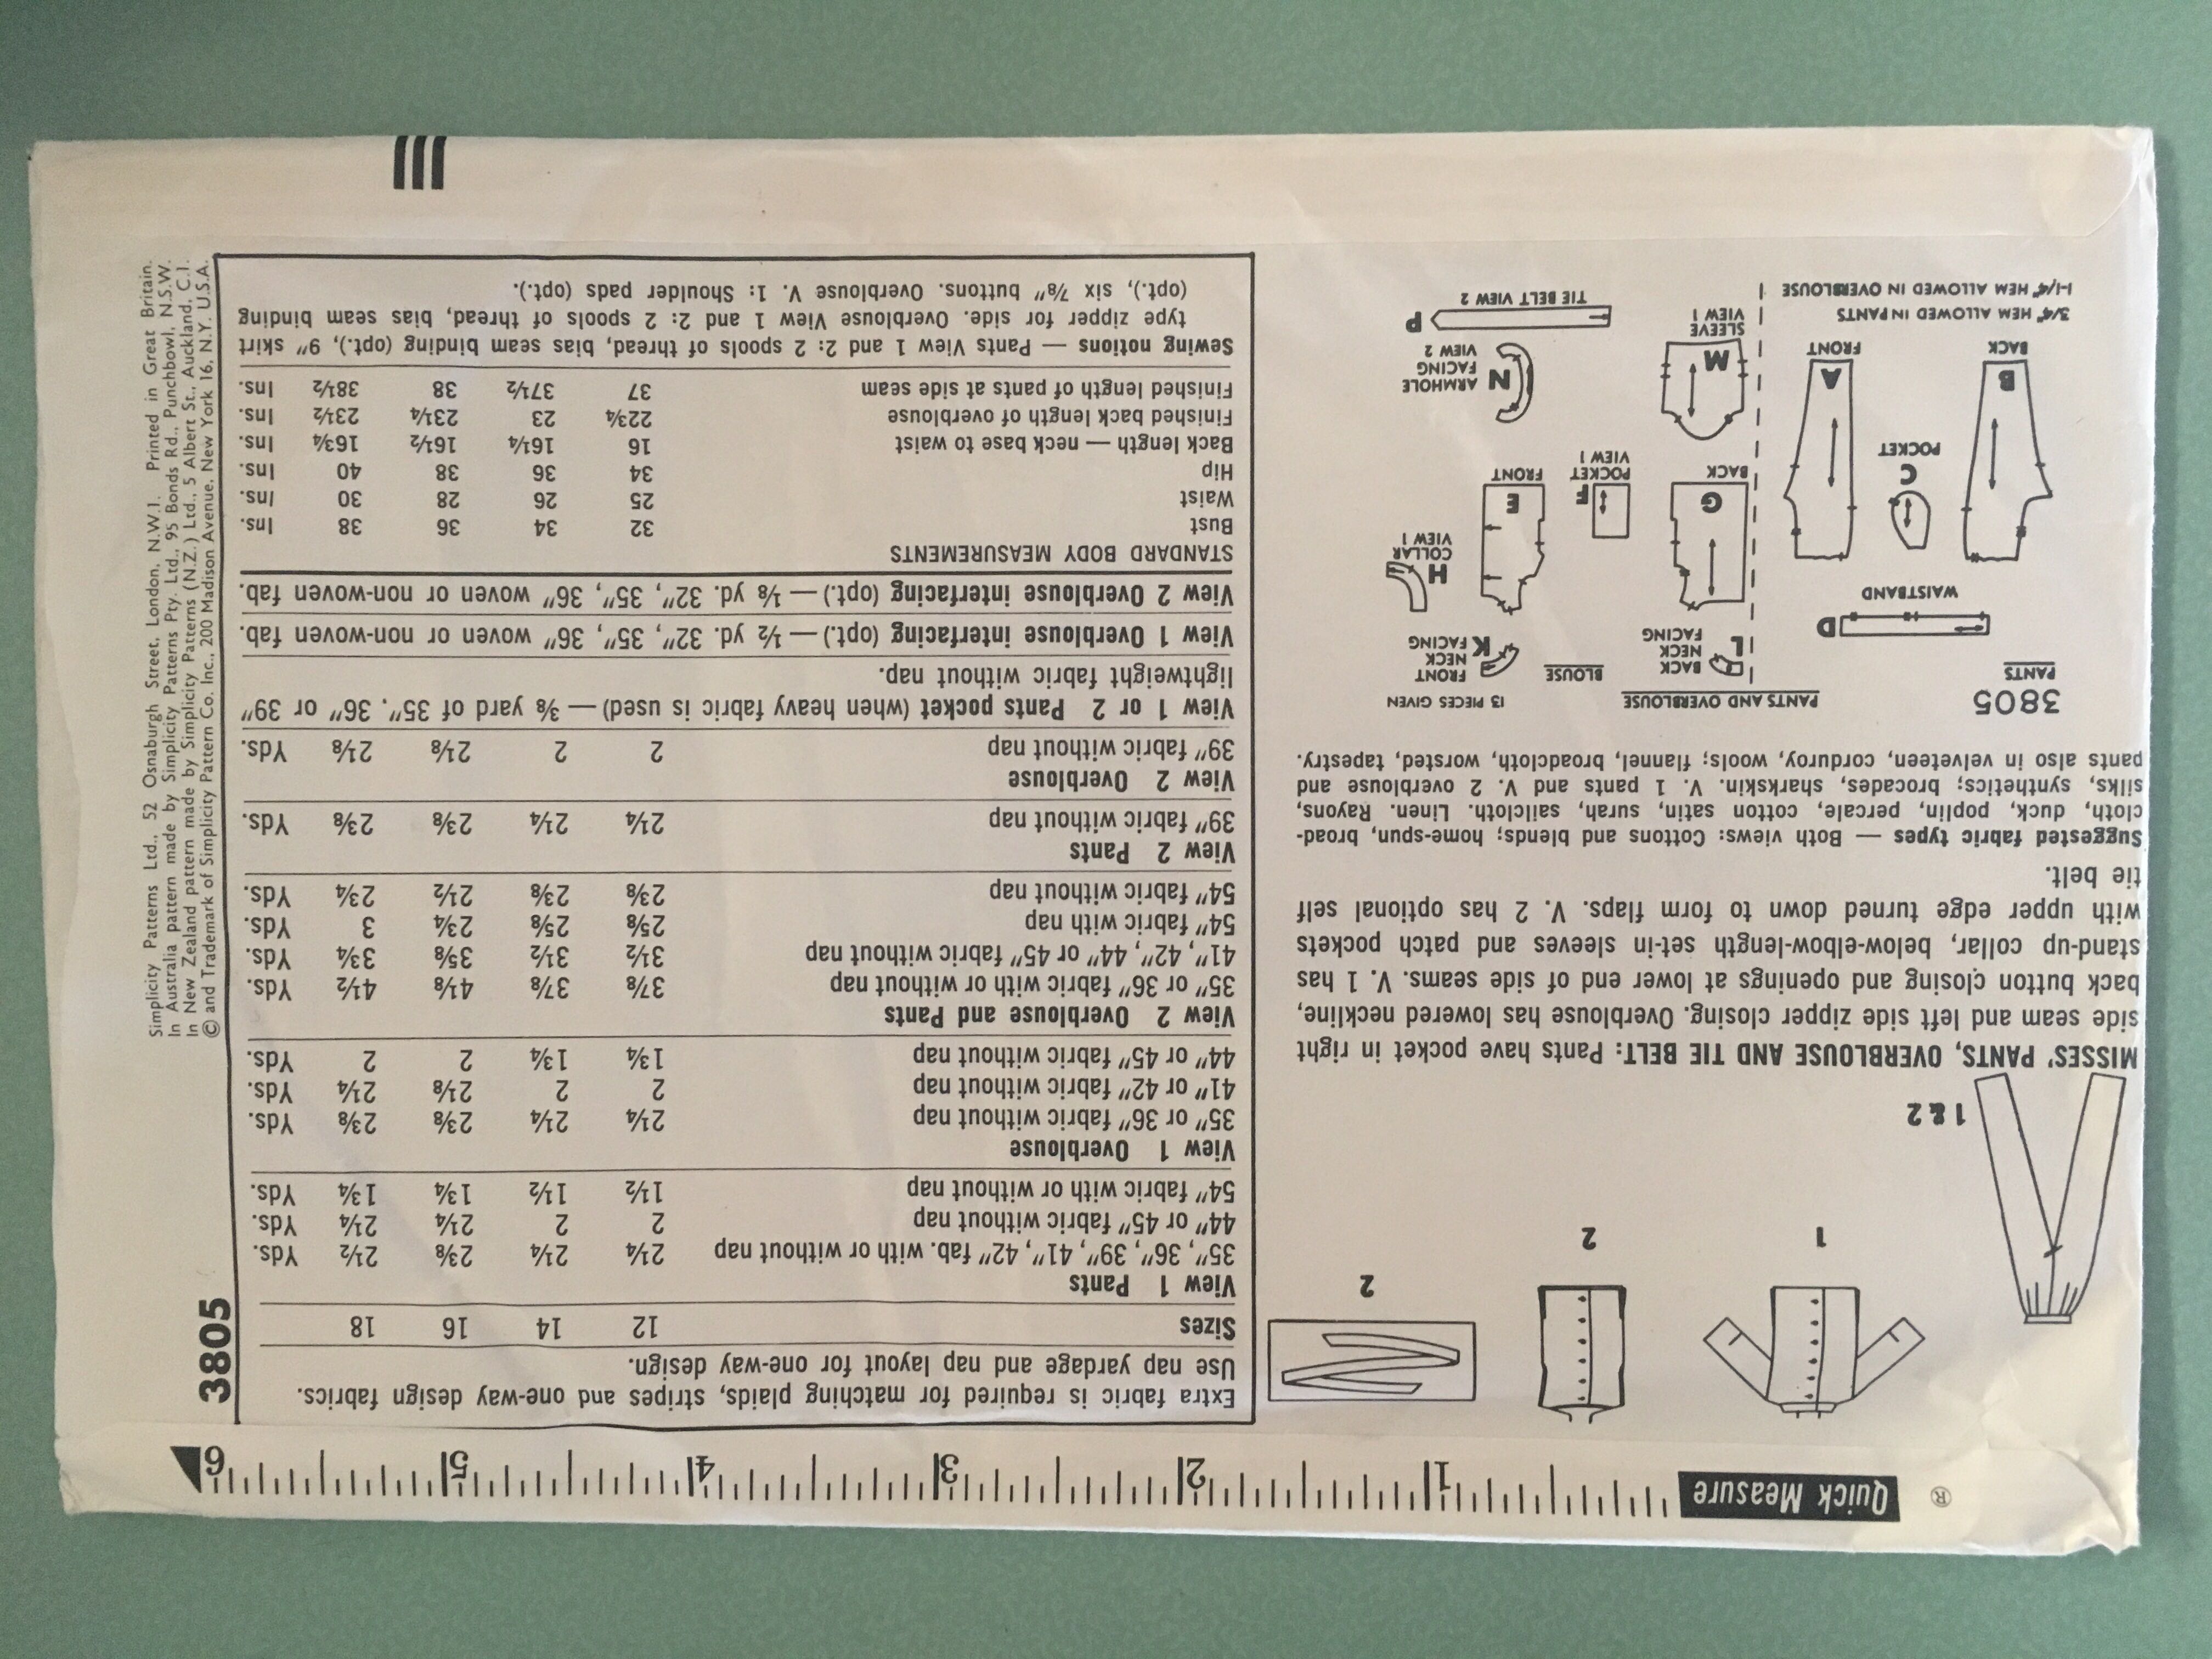 ® Quick Measure 1 2 3 4 5 6
1
2
2
1 & 2
MISSES' PANTS, OVERBLOUSE AND TIE BELT: Pants have pocket in right
side seam and left side zipper closing. Overblouse has lowered neckline,
back button closing and openings at lower end of side seams. V. 1 has
stand-up collar, below-elbow-length set-in sleeves and patch pockets
with upper edge turned down to form flaps. V. 2 has optional self
tie belt.
Suggested fabric types — Both views: Cottons and blends; home-spun, broad-
cloth, duck, poplin, percale, cotton satin, surah, sailcloth. Linen. Rayons,
silks, synthetics; brocades, sharkskin. V. 1 pants and V. 2 overblouse and
pants also in velveteen, corduroy, wools; flannel, broadcloth, worsted, tapestry.
3805
PANTS AND OVERBLOUSE
13 PIECES GIVEN
PANTS
D
WAISTBAND
B
BACK
C
POCKET
A
FRONT
3/4" HEM ALLOWED IN PANTS
1-1/4" HEM ALLOWED IN OVERBLOUSE
BLOUSE
L
BACK
NECK
FACING
FRONT
NECK
K FACING
G
BACK
F
POCKET
VIEW 1
E
FRONT
H
COLLAR
VIEW 1
M
SLEEVE
VIEW 1
N
ARMHOLE
FACING
VIEW 2
P
TIE BELT VIEW 2
3805
Extra fabric is required for matching plaids, stripes and one-way design fabrics.
Use nap yardage and nap layout for one-way design.
Sizes 12 14 16 18
View 1 Pants
35", 36", 39", 41", 42" fab. with or without nap 2¼ 2¼ 2⅜ 2½ Yds.
44" or 45" fabric without nap 2 2 2¼ 2¼ Yds.
54" fabric with or without nap 1½ 1½ 1¾ 1¾ Yds.
View 1 Overblouse
35" or 36" fabric without nap 2¼ 2¼ 2⅜ 2⅜ Yds.
41" or 42" fabric without nap 2 2 2⅛ 2¼ Yds.
44" or 45" fabric without nap 1¾ 1¾ 2 2 Yds.
View 2 Overblouse and Pants
35" or 36" fabric with or without nap 3⅞ 3⅞ 4⅛ 4½ Yds.
41", 42", 44" or 45" fabric without nap 3½ 3½ 3⅝ 3¾ Yds.
54" fabric with nap 2⅝ 2⅝ 2¾ 3 Yds.
54" fabric without nap 2⅜ 2⅜ 2½ 2¾ Yds.
View 2 Pants
39" fabric without nap 2¼ 2¼ 2⅜ 2⅜ Yds.
View 2 Overblouse
39" fabric without nap 2 2 2⅛ 2⅛ Yds.
View 1 or 2 Pants pocket (when heavy fabric is used) — ⅜ yard of 35", 36" or 39"
lightweight fabric without nap.
View 1 Overblouse interfacing (opt.) — ½ yd. 32", 35", 36" woven or non-woven fab.
View 2 Overblouse interfacing (opt.) — ⅛ yd. 32", 35", 36" woven or non-woven fab.
STANDARD BODY MEASUREMENTS
Bust 32 34 36 38 Ins.
Waist 25 26 28 30 Ins.
Hip 34 36 38 40 Ins.
Back length — neck base to waist 16 16¼ 16½ 16¾ Ins.
Finished back length of overblouse 22¾ 23 23¼ 23½ Ins.
Finished length of pants at side seam 37 37½ 38 38½ Ins.
Sewing notions — Pants View 1 and 2: 2 spools of thread, bias seam binding (opt.), 9" skirt
type zipper for side. Overblouse View 1 and 2: 2 spools of thread, bias seam binding
(opt.), six ⅞" buttons. Overblouse V. 1: Shoulder pads (opt.).
Simplicity Patterns Ltd., 52 Osnaburgh Street, London, N.W.1. Printed in Great Britain.
In Australia pattern made by Simplicity Patterns Pty. Ltd., 95 Bonds Rd., Punchbowl, N.S.W.
In New Zealand pattern made by Simplicity Patterns (N.Z.) Ltd., 5 Albert St., Auckland, C.1.
© and Trademark of Simplicity Pattern Co. Inc., 200 Madison Avenue, New York 16, N.Y. U.S.A.